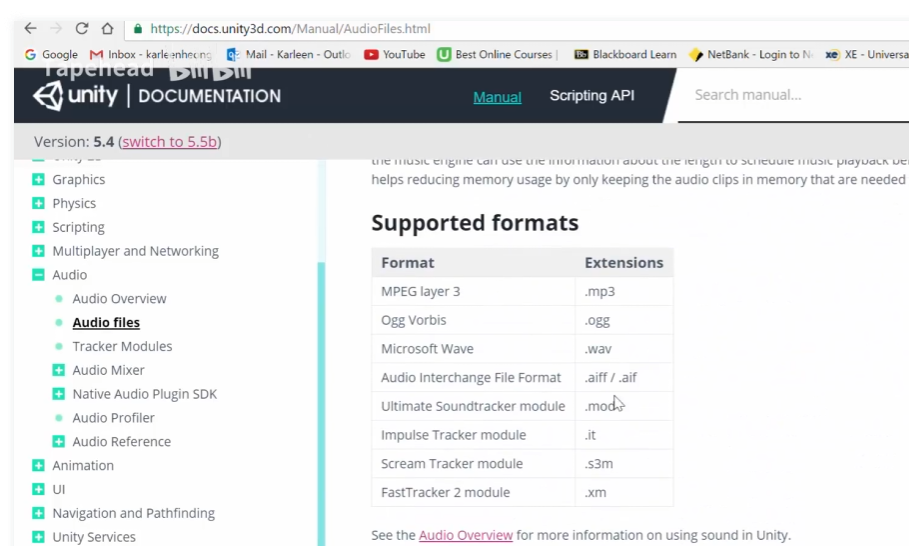 https://docs.unity3d.com/Manual/AudioFiles.html
Google Inbox - karleenheong Mail - Karleen - Outlo YouTube Best Online Courses | Blackboard Learn NetBank - Login to N XE - Universa
Tapehead
unity | DOCUMENTATION Manual Scripting API Search manual...
Version: 5.4 (switch to 5.5b)
the music engine can use the information about the length to schedule music playback be
helps reducing memory usage by only keeping the audio clips in memory that are needed
Graphics
Physics
Scripting
Multiplayer and Networking
Audio
Audio Overview
Audio files
Tracker Modules
Audio Mixer
Native Audio Plugin SDK
Audio Profiler
Audio Reference
Animation
UI
Navigation and Pathfinding
Unity Services
Supported formats
Format Extensions
MPEG layer 3 .mp3
Ogg Vorbis .ogg
Microsoft Wave .wav
Audio Interchange File Format .aiff / .aif
Ultimate Soundtracker module .mod
Impulse Tracker module .it
Scream Tracker module .s3m
FastTracker 2 module .xm
See the Audio Overview for more information on using sound in Unity.